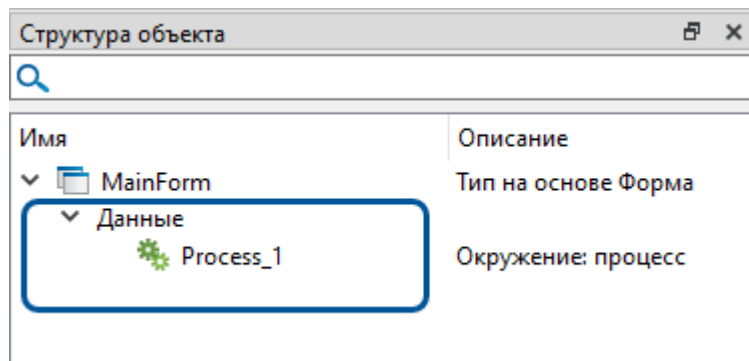 Структура объекта
Имя Описание
MainForm Тип на основе Форма
Данные
Process_1 Окружение: процесс